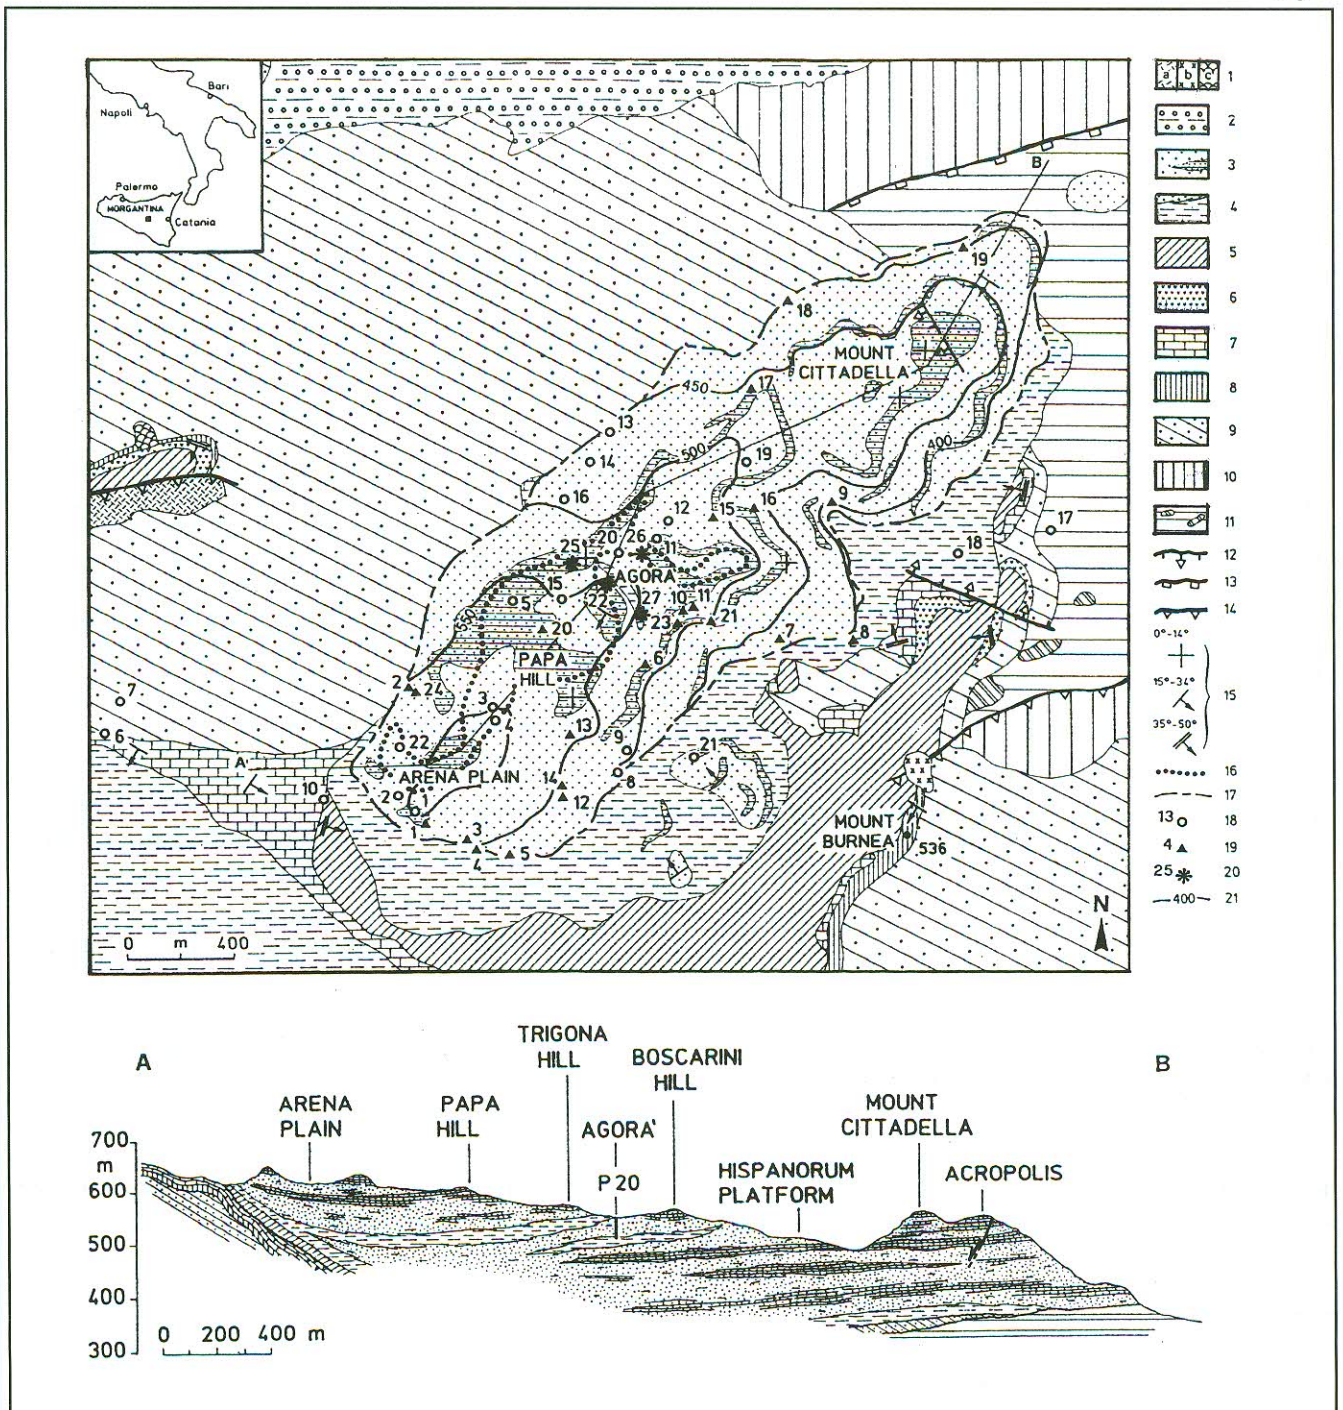 Bari
Napoli
Palermo
MORGANTINA
Catania
B
19
18
MOUNT
CITTADELLA
450
17
13
400
500
19
14
16
9
12
15
16
17
20
26
18
25
11
AGORA
15
5
22
27
10
11
550
20
23
21
7
8
PAPA
HILL
6
2
24
7
3
4
6
13
22
9
21
A'
ARENA PLAIN
14
8
10
2
1
12
MOUNT
BURNEA
1
3
536
4
5
N
0 m 400
a b c 1
2
3
4
5
6
7
8
9
10
11
12
13
14
0°-14°
15°-34°
15
35°-50°
16
17
13 18
4 19
25 20
400 21
TRIGONA
HILL
BOSCARINI
HILL
A
B
ARENA
PLAIN
PAPA
HILL
MOUNT
CITTADELLA
AGORA'
HISPANORUM
PLATFORM
ACROPOLIS
P 20
700
m
600
500
400
300
0 200 400 m